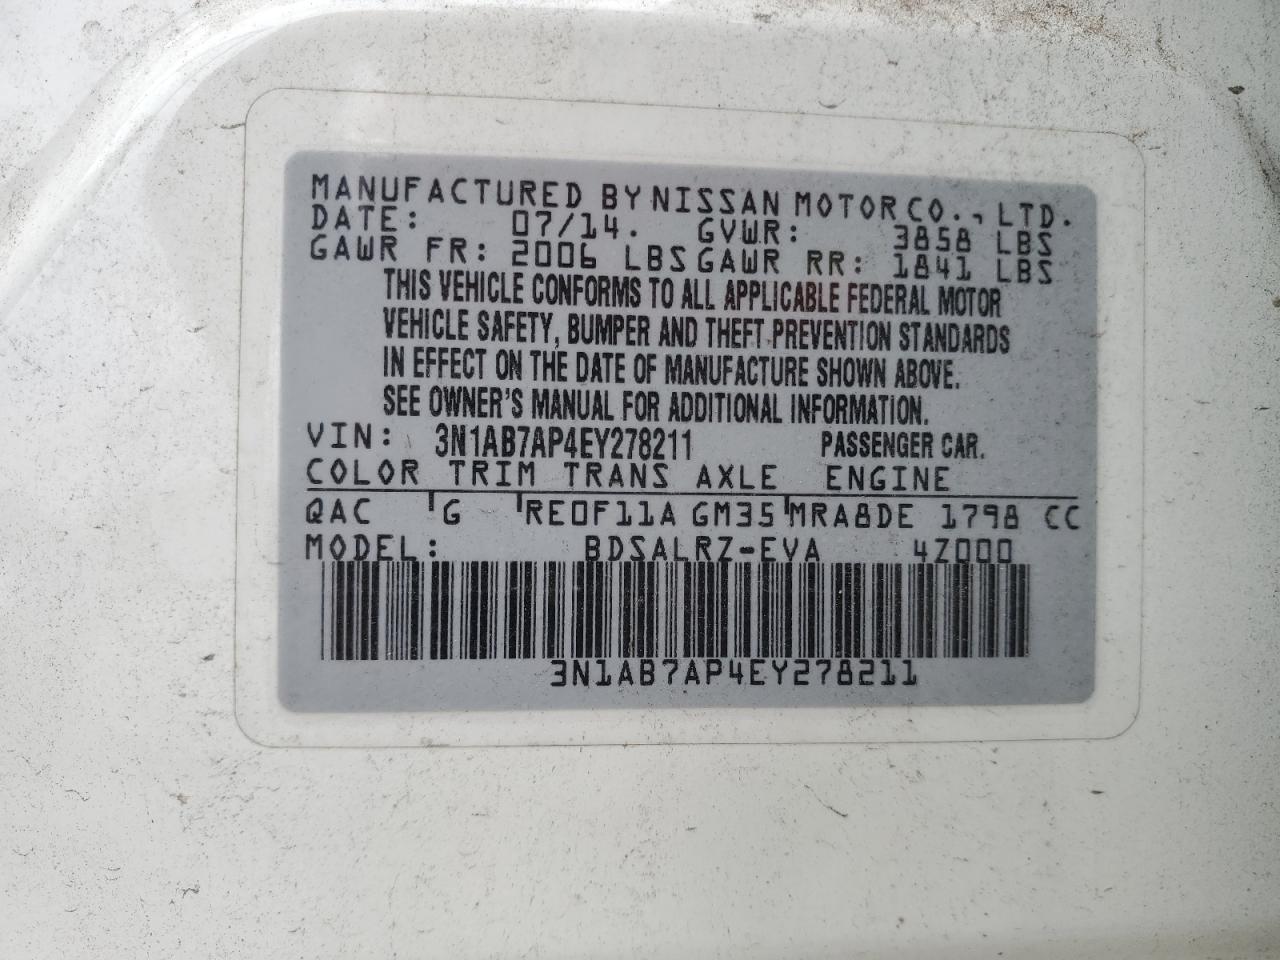 MANUFACTURED BY NISSAN MOTOR CO., LTD.
DATE: 07/14. GVWR: 3858 LBS
GAWR FR: 2006 LBS GAWR RR: 1841 LBS
THIS VEHICLE CONFORMS TO ALL APPLICABLE FEDERAL MOTOR
VEHICLE SAFETY, BUMPER AND THEFT PREVENTION STANDARDS
IN EFFECT ON THE DATE OF MANUFACTURE SHOWN ABOVE.
SEE OWNER'S MANUAL FOR ADDITIONAL INFORMATION.
VIN: 3N1AB7AP4EY278211 PASSENGER CAR.
COLOR TRIM TRANS AXLE ENGINE
QAC G RE0F11A GM35 MRA8DE 1798 CC
MODEL: BDSALRZ-EVA 4Z000
3N1AB7AP4EY278211